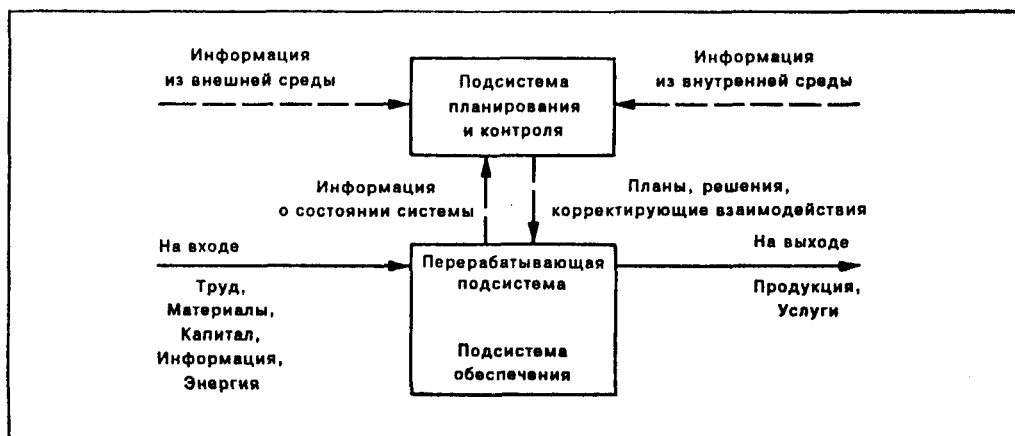 Информация
из внешней среды
Подсистема
планирования
и контроля
Информация
из внутренней среды
Информация
о состоянии системы
Планы, решения,
корректирующие взаимодействия
На входе
Труд,
Материалы,
Капитал,
Информация,
Энергия
Перерабатывающая
подсистема
Подсистема
обеспечения
На выходе
Продукция,
Услуги